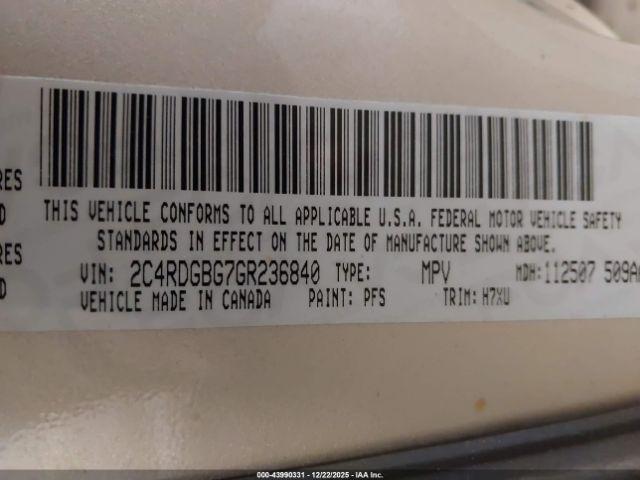 RES
D
RES
D
THIS VEHICLE CONFORMS TO ALL APPLICABLE U.S.A. FEDERAL MOTOR VEHICLE SAFETY
STANDARDS IN EFFECT ON THE DATE OF MANUFACTURE SHOWN ABOVE.
VIN: 2C4RDGBG7GR236840 TYPE: MPV MDH: 112507 509A
VEHICLE MADE IN CANADA PAINT: PFS TRIM: H7XU
000-43990331 - 12/22/2025 - IAA Inc.